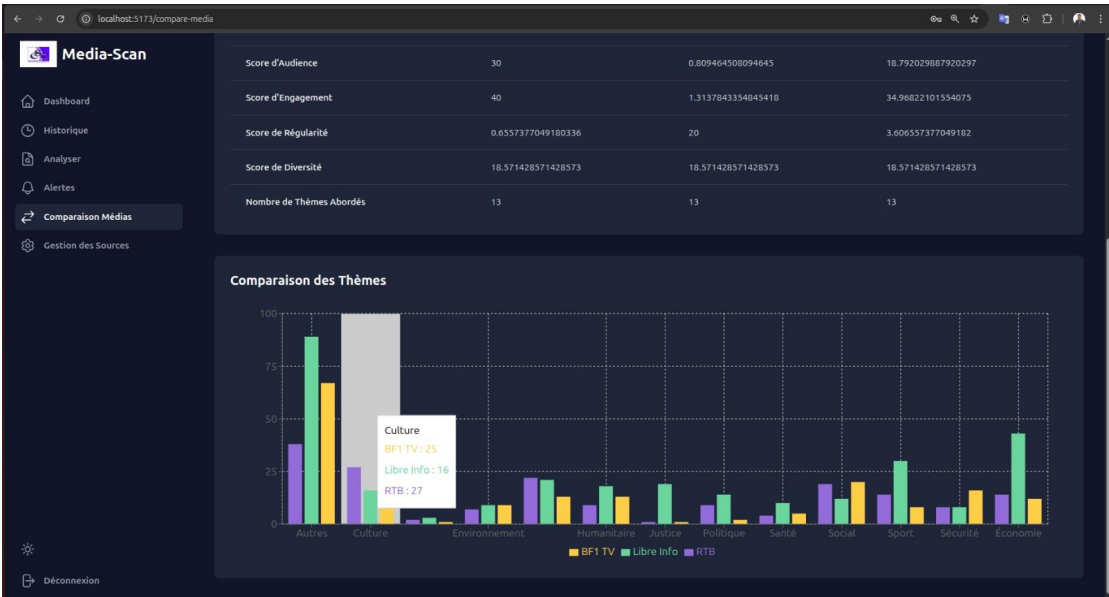 localhost:5173/compare-media
Media-Scan
Dashboard
Historique
Analyser
Alertes
Comparaison Médias
Gestion des Sources
Déconnexion
Score d'Audience 30 0.809464508094645 18.792029887920297
Score d'Engagement 40 1.3137843354845418 34.96822101554075
Score de Régularité 0.6557377049180336 20 3.606557377049182
Score de Diversité 18.571428571428573 18.571428571428573 18.571428571428573
Nombre de Thèmes Abordés 13 13 13
Comparaison des Thèmes
100
75
50
25
0
Culture
BF1 TV : 25
Libre Info : 16
RTB : 27
Autres Culture Environnement Humanitaire Justice Politique Santé Social Sport Sécurité Économie
BF1 TV Libre Info RTB